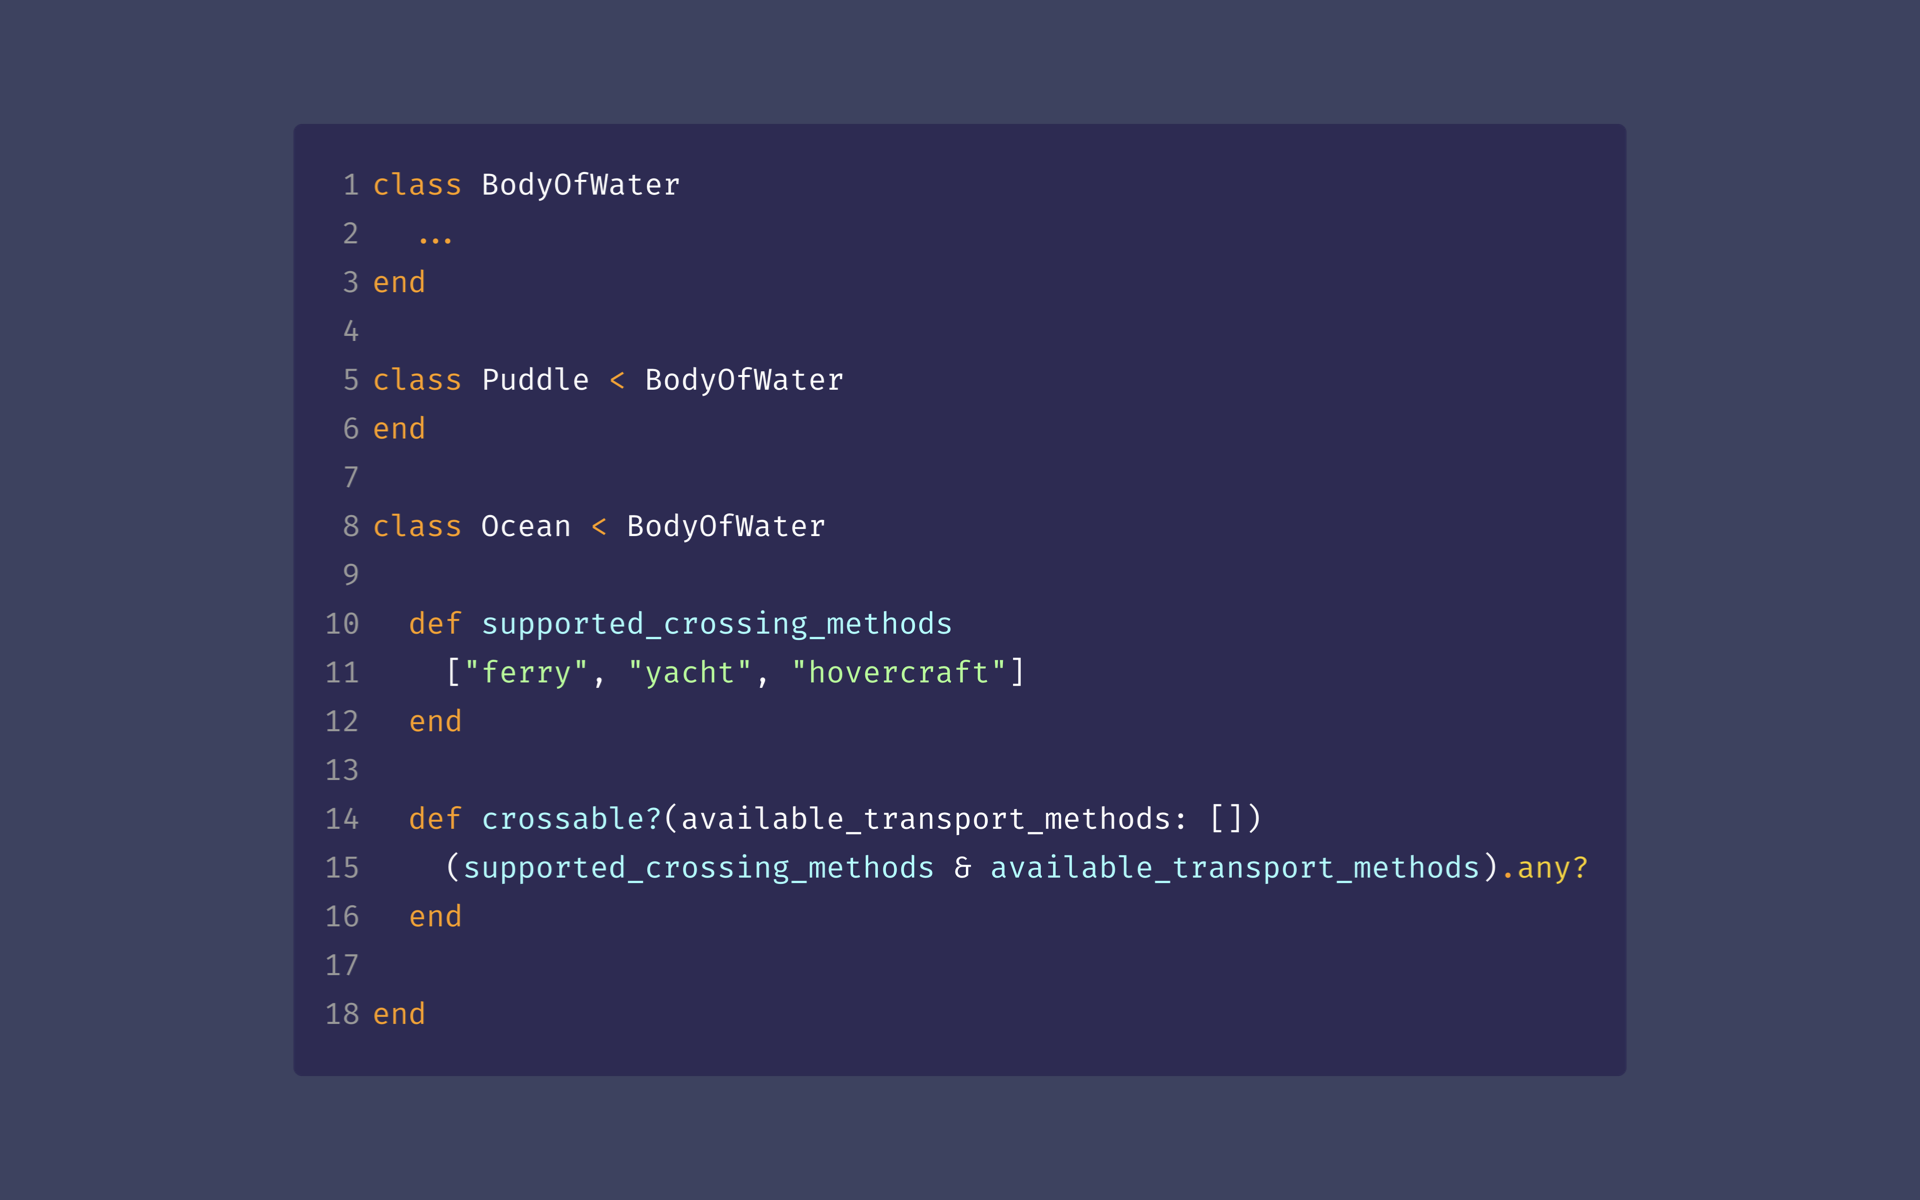 1 class BodyOfWater
2   ...
3 end
4
5 class Puddle < BodyOfWater
6 end
7
8 class Ocean < BodyOfWater
9
10   def supported_crossing_methods
11     ["ferry", "yacht", "hovercraft"]
12   end
13
14   def crossable?(available_transport_methods: [])
15     (supported_crossing_methods & available_transport_methods).any?
16   end
17
18 end